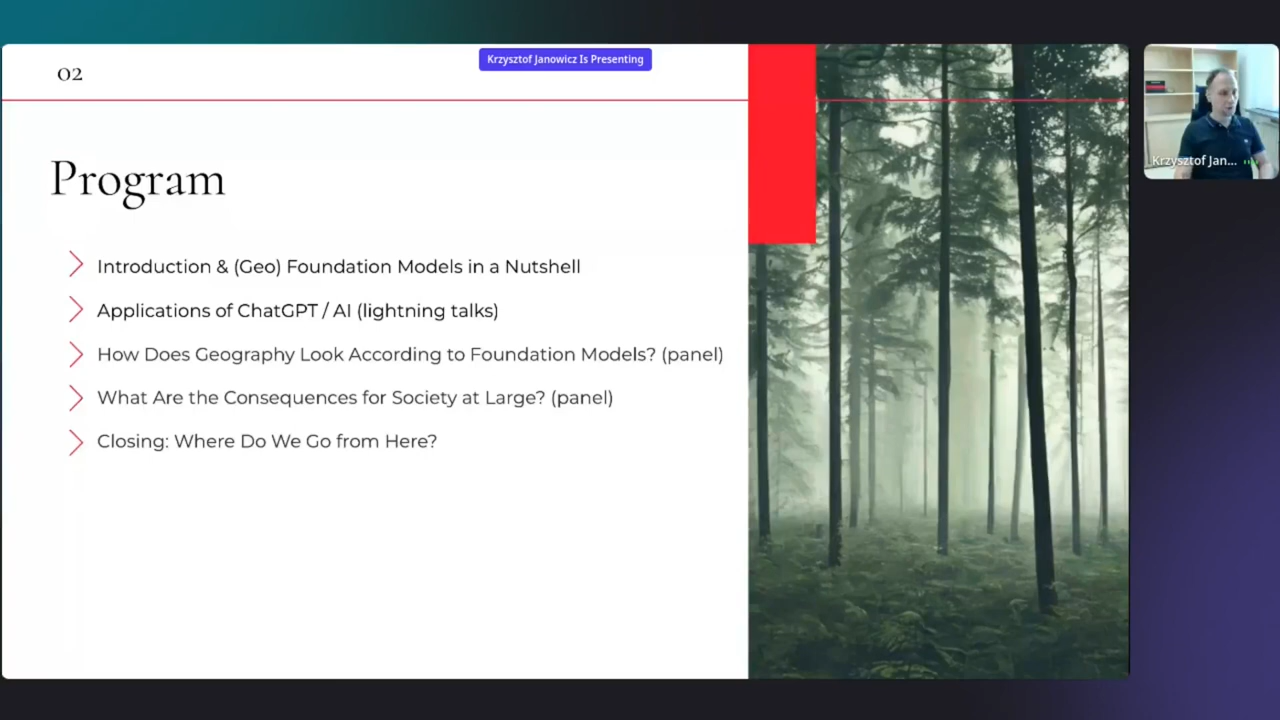 02
Krzysztof Janowicz Is Presenting
Program
Introduction & (Geo) Foundation Models in a Nutshell
Applications of ChatGPT / AI (lightning talks)
How Does Geography Look According to Foundation Models? (panel)
What Are the Consequences for Society at Large? (panel)
Closing: Where Do We Go from Here?
Krzysztof Jan...